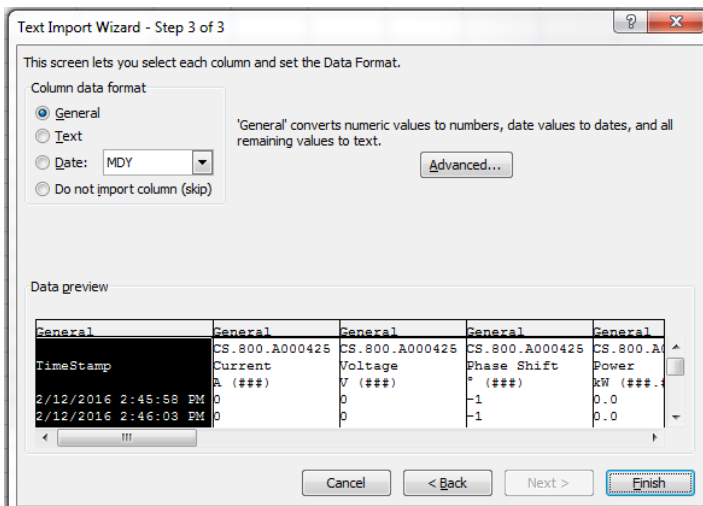 Text Import Wizard - Step 3 of 3
This screen lets you select each column and set the Data Format.
Column data format
General
Text
Date: MDY
Do not import column (skip)
'General' converts numeric values to numbers, date values to dates, and all
remaining values to text.
Advanced...
Data preview
General General General General General
CS.800.A000425 CS.800.A000425 CS.800.A000425 CS.800.A0
TimeStamp Current Voltage Phase Shift Power
A (###) V (###) ° (###) kW (###.
2/12/2016 2:45:58 PM 0 0 -1 0.0
2/12/2016 2:46:03 PM 0 0 -1 0.0
Cancel < Back Next > Finish